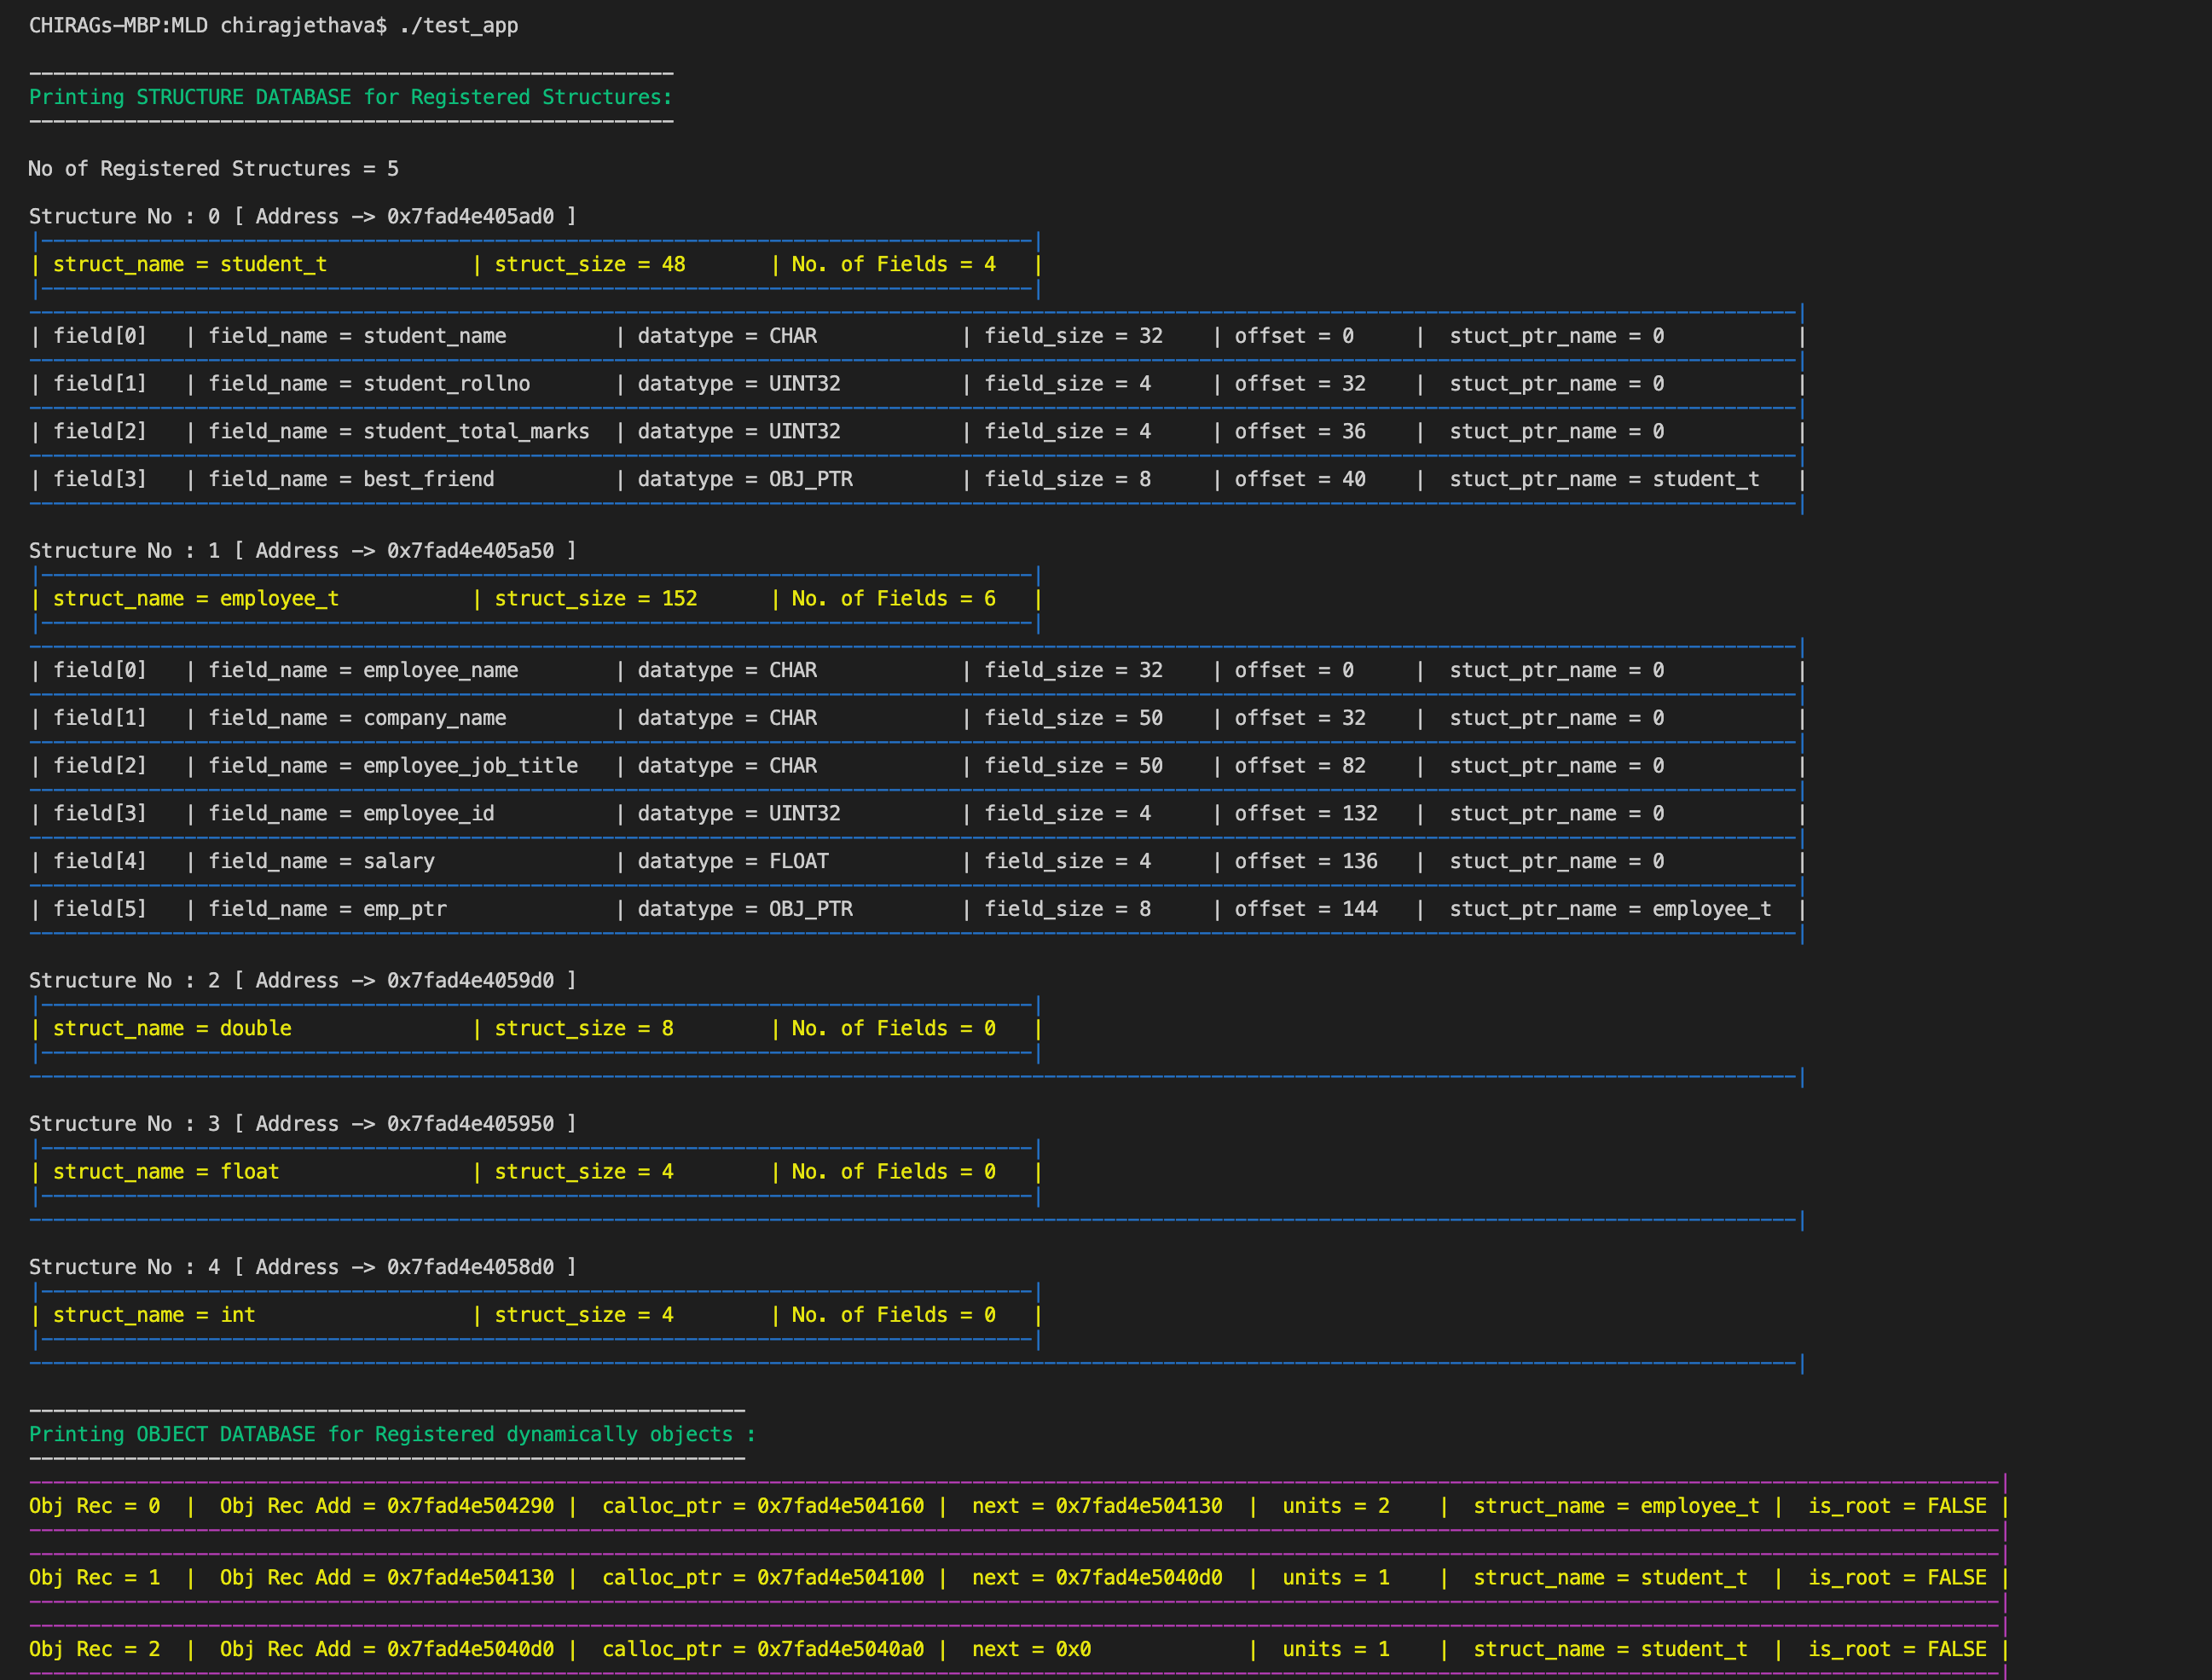 CHIRAGs-MBP:MLD chiragjethava$ ./test_app
------------------------------------------------------
Printing STRUCTURE DATABASE for Registered Structures:
------------------------------------------------------
No of Registered Structures = 5
Structure No : 0 [ Address -> 0x7fad4e405ad0 ]
| struct_name = student_t | struct_size = 48 | No. of Fields = 4 |
| field[0] | field_name = student_name | datatype = CHAR | field_size = 32 | offset = 0 | stuct_ptr_name = 0 |
| field[1] | field_name = student_rollno | datatype = UINT32 | field_size = 4 | offset = 32 | stuct_ptr_name = 0 |
| field[2] | field_name = student_total_marks | datatype = UINT32 | field_size = 4 | offset = 36 | stuct_ptr_name = 0 |
| field[3] | field_name = best_friend | datatype = OBJ_PTR | field_size = 8 | offset = 40 | stuct_ptr_name = student_t |
Structure No : 1 [ Address -> 0x7fad4e405a50 ]
| struct_name = employee_t | struct_size = 152 | No. of Fields = 6 |
| field[0] | field_name = employee_name | datatype = CHAR | field_size = 32 | offset = 0 | stuct_ptr_name = 0 |
| field[1] | field_name = company_name | datatype = CHAR | field_size = 50 | offset = 32 | stuct_ptr_name = 0 |
| field[2] | field_name = employee_job_title | datatype = CHAR | field_size = 50 | offset = 82 | stuct_ptr_name = 0 |
| field[3] | field_name = employee_id | datatype = UINT32 | field_size = 4 | offset = 132 | stuct_ptr_name = 0 |
| field[4] | field_name = salary | datatype = FLOAT | field_size = 4 | offset = 136 | stuct_ptr_name = 0 |
| field[5] | field_name = emp_ptr | datatype = OBJ_PTR | field_size = 8 | offset = 144 | stuct_ptr_name = employee_t |
Structure No : 2 [ Address -> 0x7fad4e4059d0 ]
| struct_name = double | struct_size = 8 | No. of Fields = 0 |
Structure No : 3 [ Address -> 0x7fad4e405950 ]
| struct_name = float | struct_size = 4 | No. of Fields = 0 |
Structure No : 4 [ Address -> 0x7fad4e4058d0 ]
| struct_name = int | struct_size = 4 | No. of Fields = 0 |
------------------------------------------------------------
Printing OBJECT DATABASE for Registered dynamically objects :
------------------------------------------------------------
Obj Rec = 0 | Obj Rec Add = 0x7fad4e504290 | calloc_ptr = 0x7fad4e504160 | next = 0x7fad4e504130 | units = 2 | struct_name = employee_t | is_root = FALSE |
Obj Rec = 1 | Obj Rec Add = 0x7fad4e504130 | calloc_ptr = 0x7fad4e504100 | next = 0x7fad4e5040d0 | units = 1 | struct_name = student_t | is_root = FALSE |
Obj Rec = 2 | Obj Rec Add = 0x7fad4e5040d0 | calloc_ptr = 0x7fad4e5040a0 | next = 0x0 | units = 1 | struct_name = student_t | is_root = FALSE |